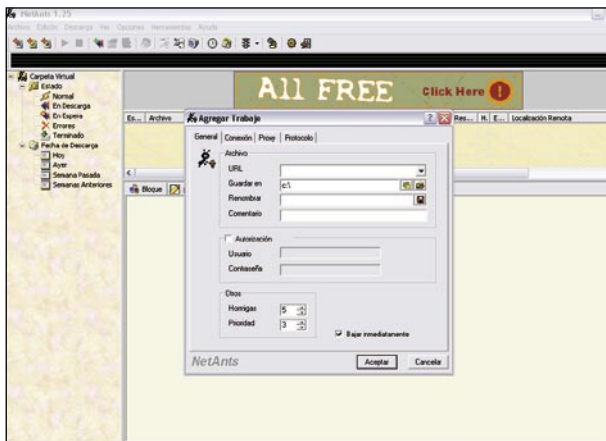 NetAnts 1.25
Archivo Edición Descarga Ver Opciones Herramientas Ayuda
All FREE Click Here !
Carpeta Virtual
Estado
Normal
En Descarga
En Espera
Errores
Terminado
Fecha de Descarga
Hoy
Ayer
Semana Pasada
Semanas Anteriores
Es... Archivo
Res... H. E... Localización Remota
Bloque
Agregar Trabajo
General Conexión Proxy Protocolo
Archivo
URL
Guardar en c:\
Renombrar
Comentario
Autorización
Usuario
Contraseña
Otros
Hormigas 5
Prioridad 3
Bajar inmediatamente
NetAnts
Aceptar Cancelar